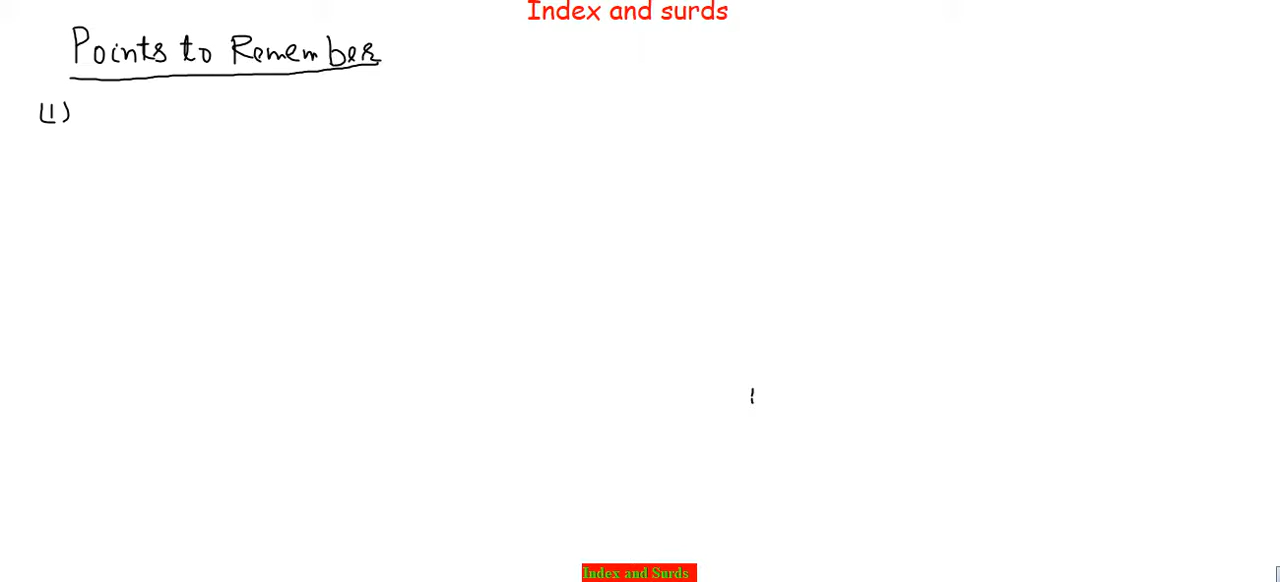 Index and surds
Points to Remember
(1)
Index and Surds